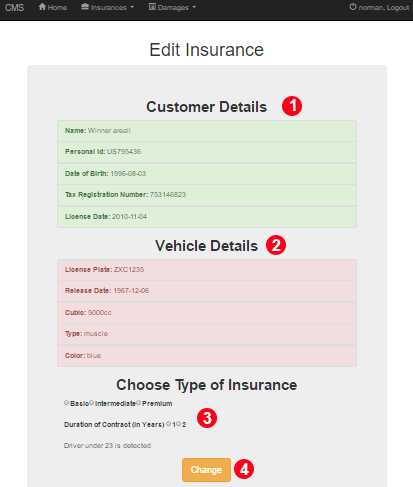 CMS Home Insurances Damages norman, Logout
Edit Insurance
Customer Details 1
Name: Winner areall
Personal Id: US795436
Date of Birth: 1996-08-03
Tax Registration Number: 753146823
License Date: 2010-11-04
Vehicle Details 2
License Plate: ZXC1235
Release Date: 1967-12-06
Cubic: 5000cc
Type: muscle
Color: blue
Choose Type of Insurance
Basic Intermediate Premium
Duration of Contract (in Years) 1 2 3
Driver under 23 is detected
Change 4